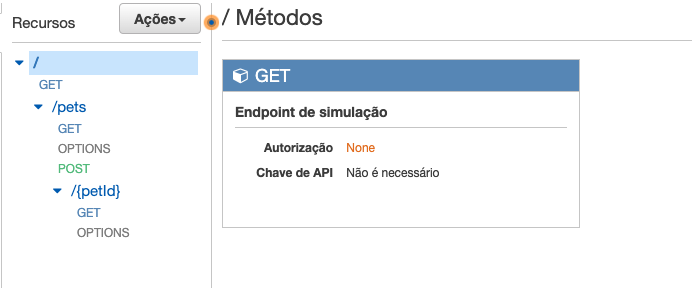 Recursos
Ações
/
GET
/pets
GET
OPTIONS
POST
/{petId}
GET
OPTIONS
/ Métodos
GET
Endpoint de simulação
Autorização None
Chave de API Não é necessário